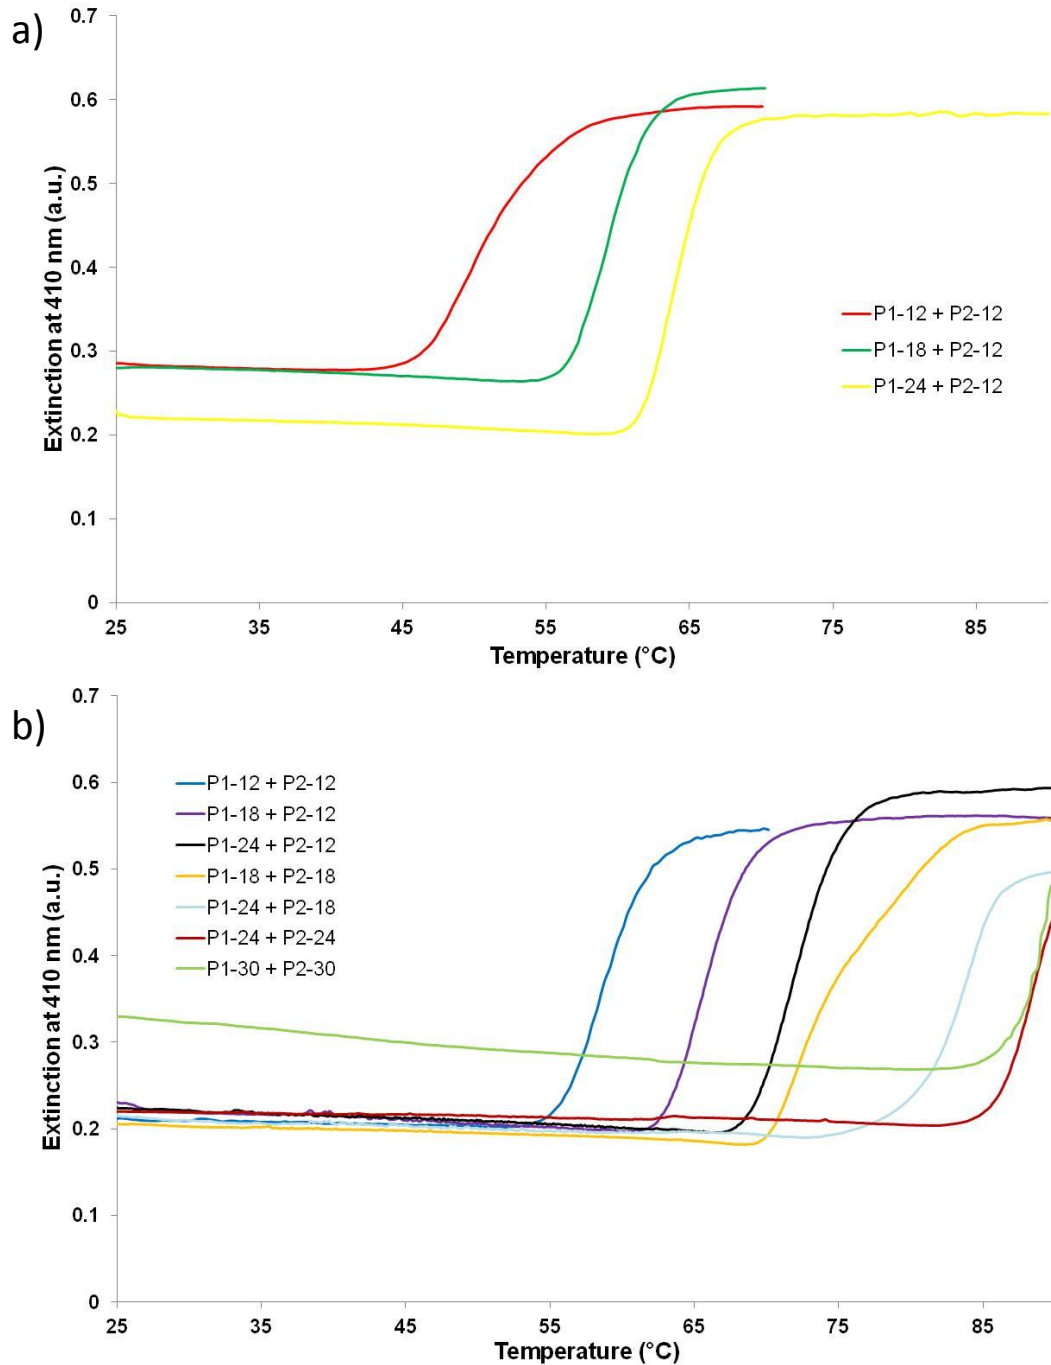 a)
0.7
0.6
0.5
0.4
0.3
0.2
0.1
0
Extinction at 410 nm (a.u.)
P1-12 + P2-12
P1-18 + P2-12
P1-24 + P2-12
25 35 45 55 65 75 85
Temperature (°C)
b)
0.7
0.6
0.5
0.4
0.3
0.2
0.1
0
Extinction at 410 nm (a.u.)
P1-12 + P2-12
P1-18 + P2-12
P1-24 + P2-12
P1-18 + P2-18
P1-24 + P2-18
P1-24 + P2-24
P1-30 + P2-30
25 35 45 55 65 75 85
Temperature (°C)